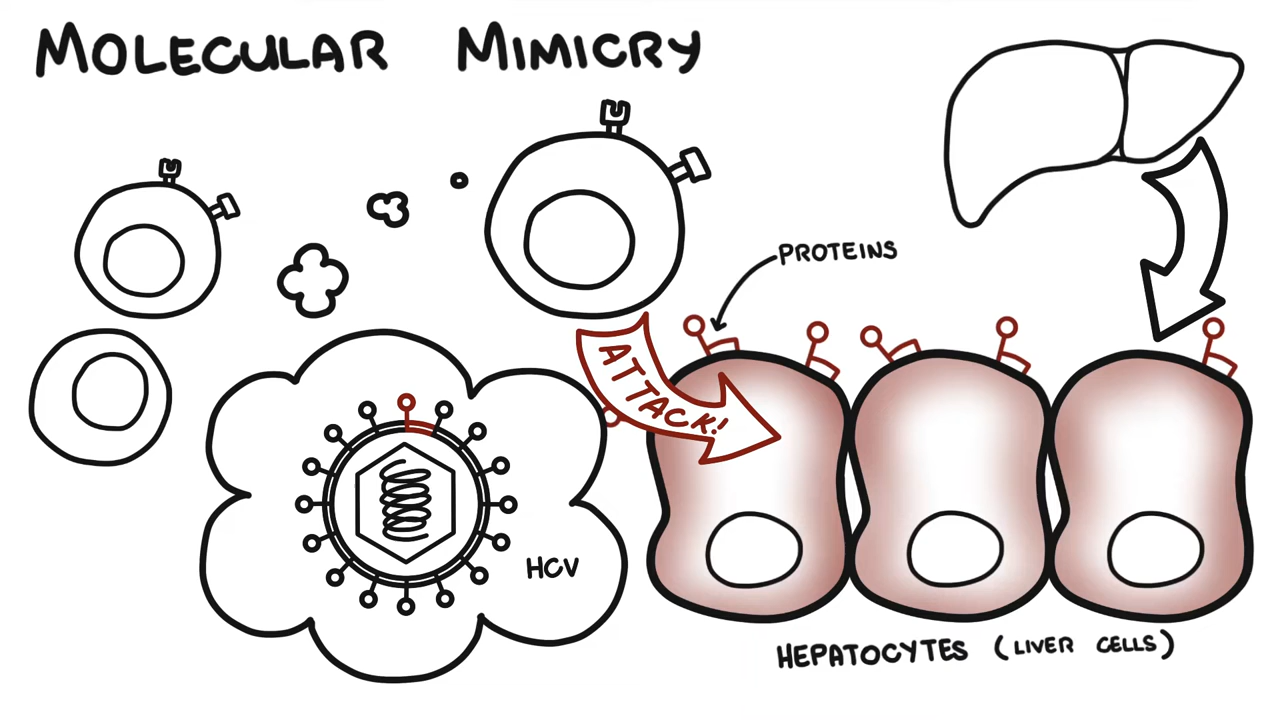 MOLECULAR MIMICRY
PROTEINS
ATTACK!
HCV
HEPATOCYTES (LIVER CELLS)